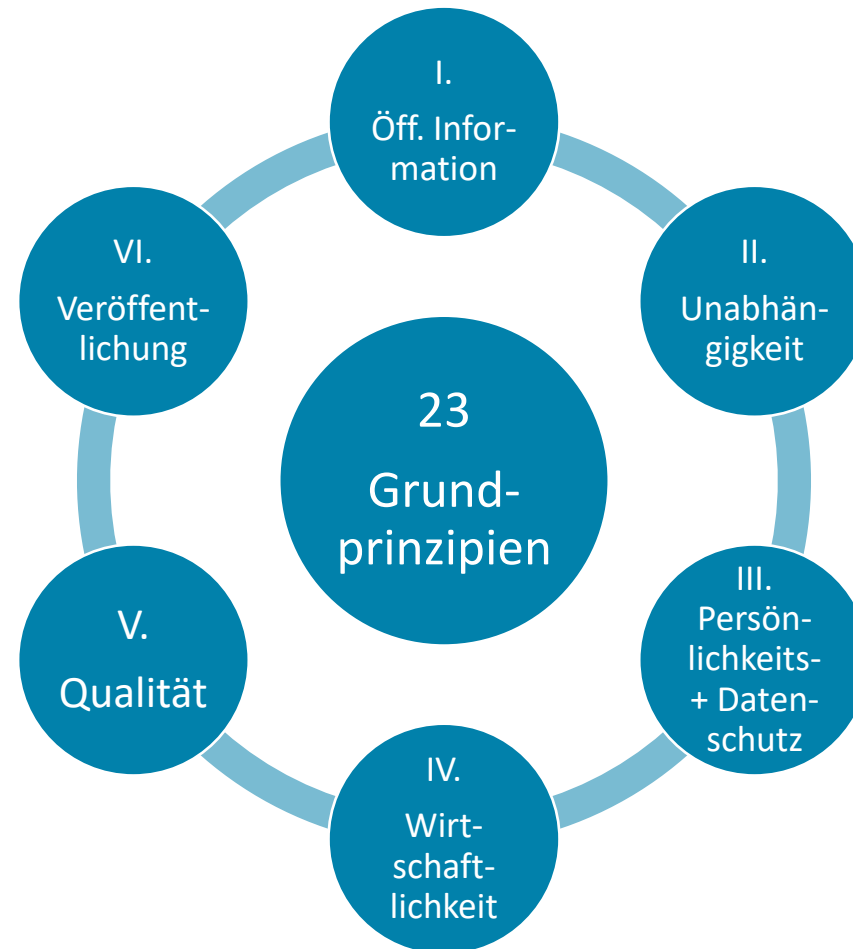 I.
Öff. Infor-
mation
II.
Unabhän-
gigkeit
III.
Persön-
lichkeits-
+ Daten-
schutz
IV.
Wirt-
schaft-
lichkeit
V.
Qualität
VI.
Veröffent-
lichung
23
Grund-
prinzipien